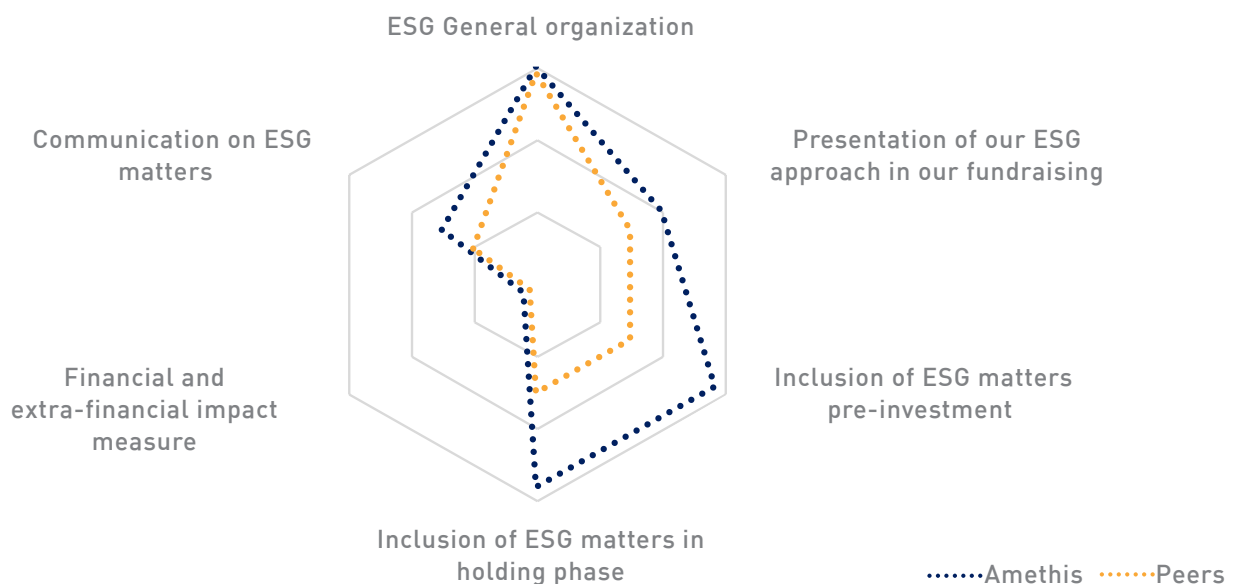 ESG General organization
Communication on ESG
matters
Presentation of our ESG
approach in our fundraising
Financial and
extra-financial impact
measure
Inclusion of ESG matters
pre-investment
Inclusion of ESG matters in
holding phase
Amethis
Peers